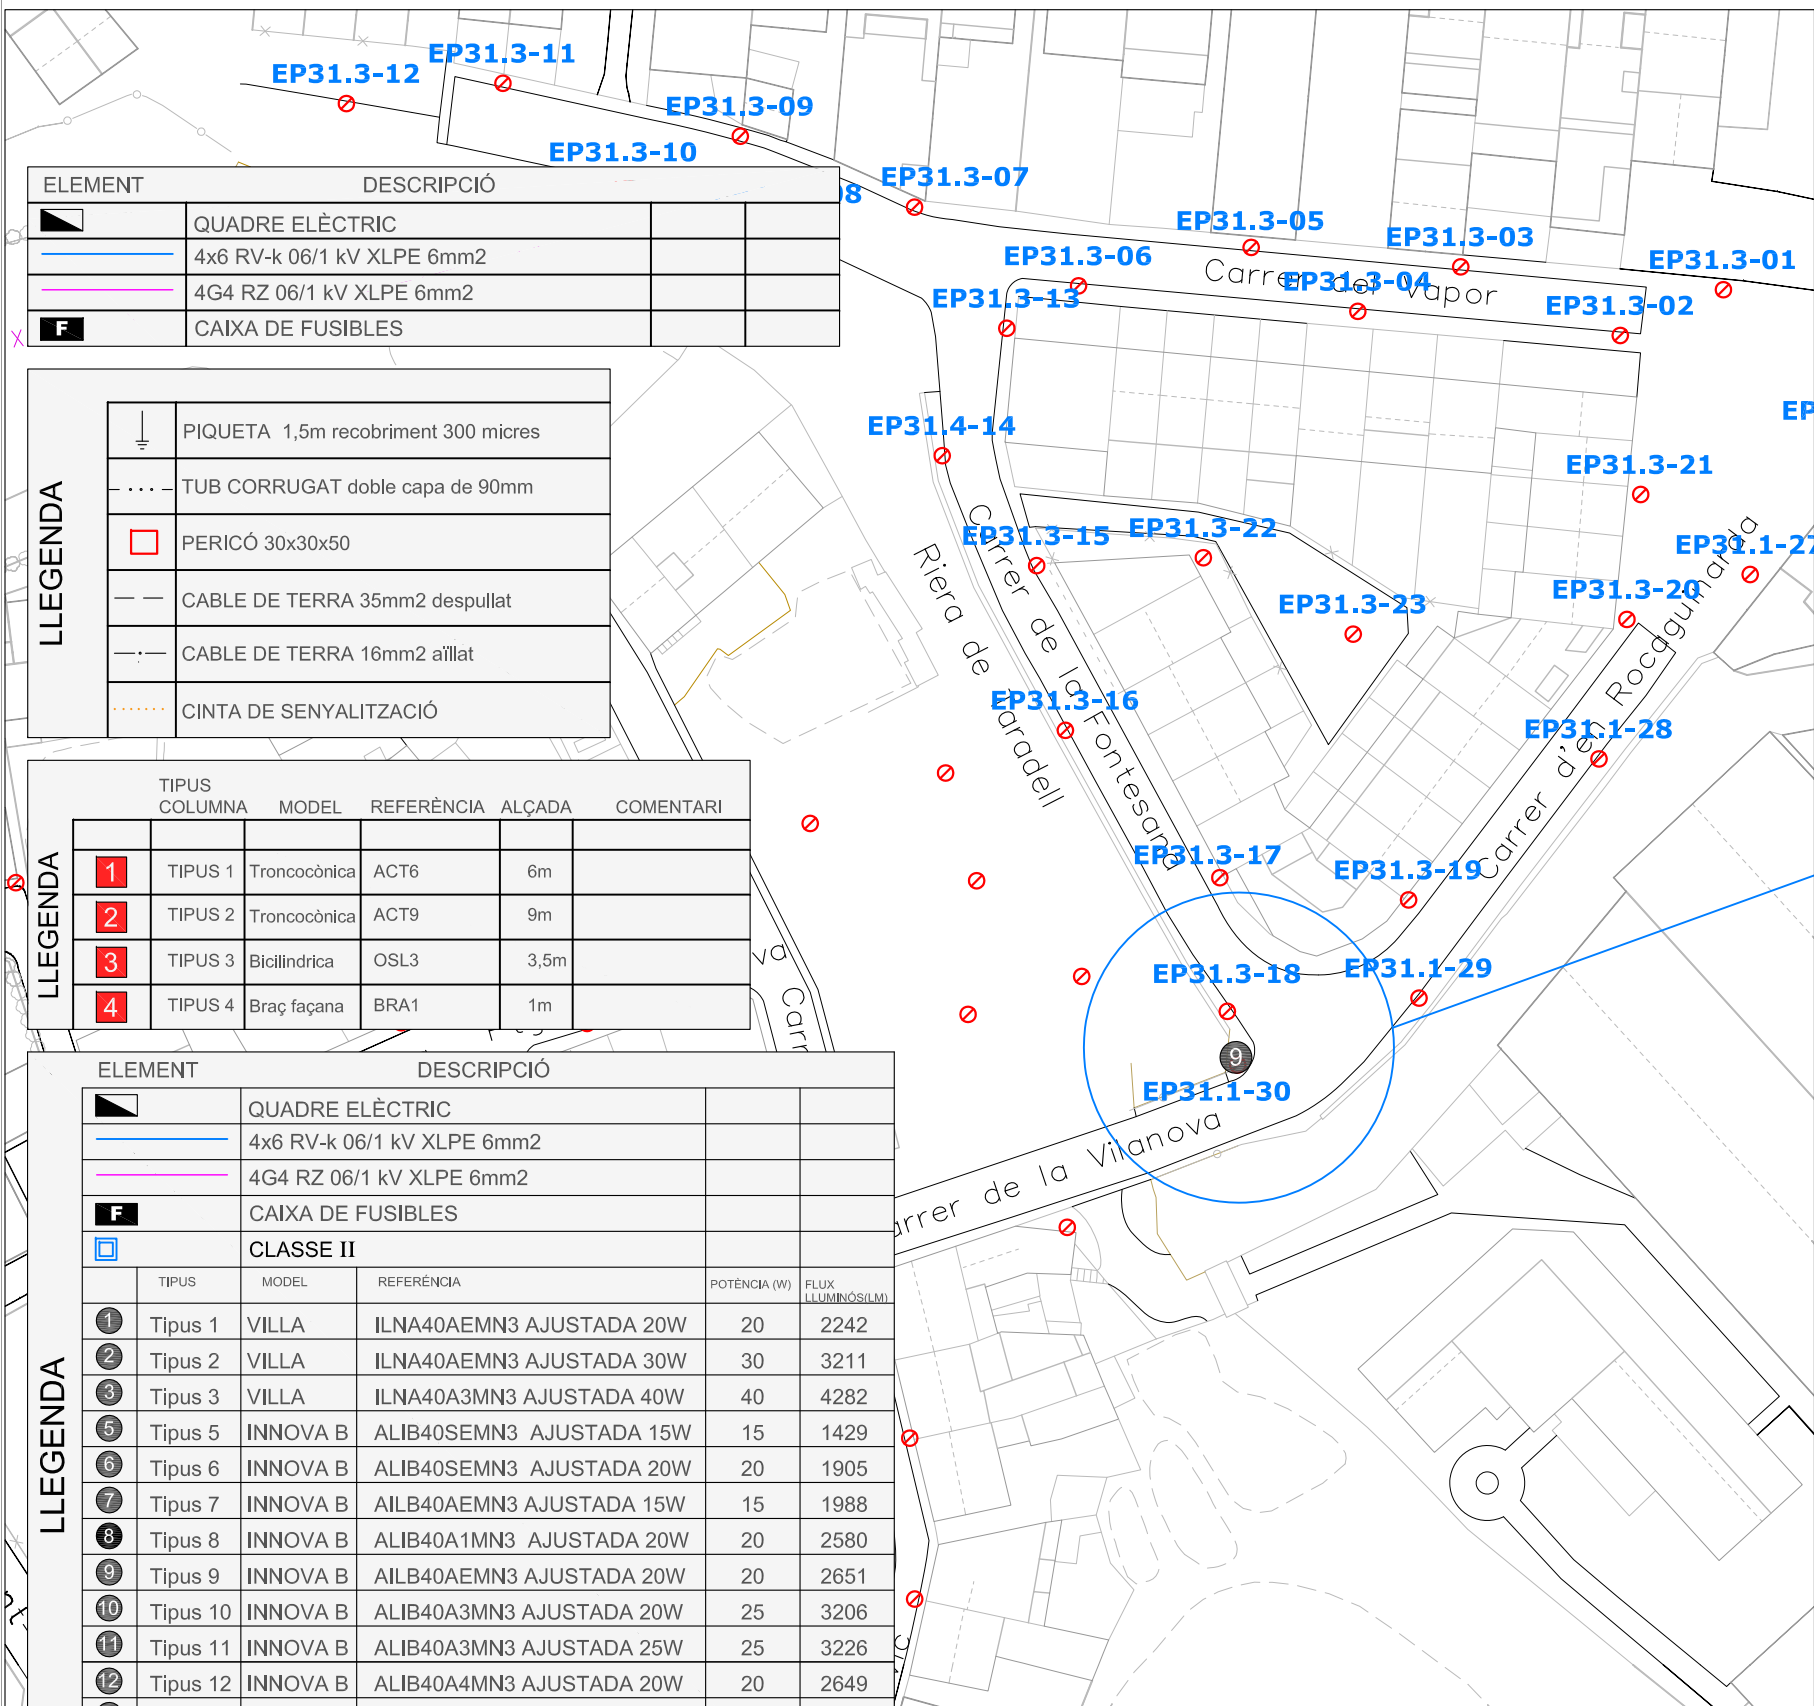 EP31.3-11
EP31.3-12
EP31.3-09
EP31.3-10
08
EP31.3-07
EP31.3-05
EP31.3-03
EP31.3-01
EP31.3-06
EP31.3-04
Carrer del Vapor
EP31.3-13
EP31.3-02
EP
EP31.4-14
EP31.3-21
EP31.3-15
EP31.3-22
EP31.1-27
EP31.3-20
EP31.3-23
EP31.3-16
EP31.1-28
EP31.3-17
EP31.3-19
EP31.3-18
EP31.1-29
9
EP31.1-30
Riera de Taradell
Carrer de la Fontesana
Carrer d'en Rocaguinarda
arrer de la Vilanova
va
Carr
ELEMENT DESCRIPCIÓ
QUADRE ELÈCTRIC
4x6 RV-k 06/1 kV XLPE 6mm2
4G4 RZ 06/1 kV XLPE 6mm2
F CAIXA DE FUSIBLES
LLEGENDA
PIQUETA 1,5m recobriment 300 micres
TUB CORRUGAT doble capa de 90mm
PERICÓ 30x30x50
CABLE DE TERRA 35mm2 despullat
CABLE DE TERRA 16mm2 aïllat
CINTA DE SENYALITZACIÓ
LLEGENDA
TIPUS
COLUMNA MODEL REFERÈNCIA ALÇADA COMENTARI
1 TIPUS 1 Troncocònica ACT6 6m
2 TIPUS 2 Troncocònica ACT9 9m
3 TIPUS 3 Bicilindrica OSL3 3,5m
4 TIPUS 4 Braç façana BRA1 1m
LLEGENDA
ELEMENT DESCRIPCIÓ
QUADRE ELÈCTRIC
4x6 RV-k 06/1 kV XLPE 6mm2
4G4 RZ 06/1 kV XLPE 6mm2
F CAIXA DE FUSIBLES
CLASSE II
TIPUS MODEL REFERÉNCIA POTÈNCIA (W) FLUX
LLUMINÓS(LM)
1 Tipus 1 VILLA ILNA40AEMN3 AJUSTADA 20W 20 2242
2 Tipus 2 VILLA ILNA40AEMN3 AJUSTADA 30W 30 3211
3 Tipus 3 VILLA ILNA40A3MN3 AJUSTADA 40W 40 4282
5 Tipus 5 INNOVA B ALIB40SEMN3 AJUSTADA 15W 15 1429
6 Tipus 6 INNOVA B ALIB40SEMN3 AJUSTADA 20W 20 1905
7 Tipus 7 INNOVA B AILB40AEMN3 AJUSTADA 15W 15 1988
8 Tipus 8 INNOVA B ALIB40A1MN3 AJUSTADA 20W 20 2580
9 Tipus 9 INNOVA B AILB40AEMN3 AJUSTADA 20W 20 2651
10 Tipus 10 INNOVA B ALIB40A3MN3 AJUSTADA 20W 25 3206
11 Tipus 11 INNOVA B ALIB40A3MN3 AJUSTADA 25W 25 3226
12 Tipus 12 INNOVA B ALIB40A4MN3 AJUSTADA 20W 20 2649